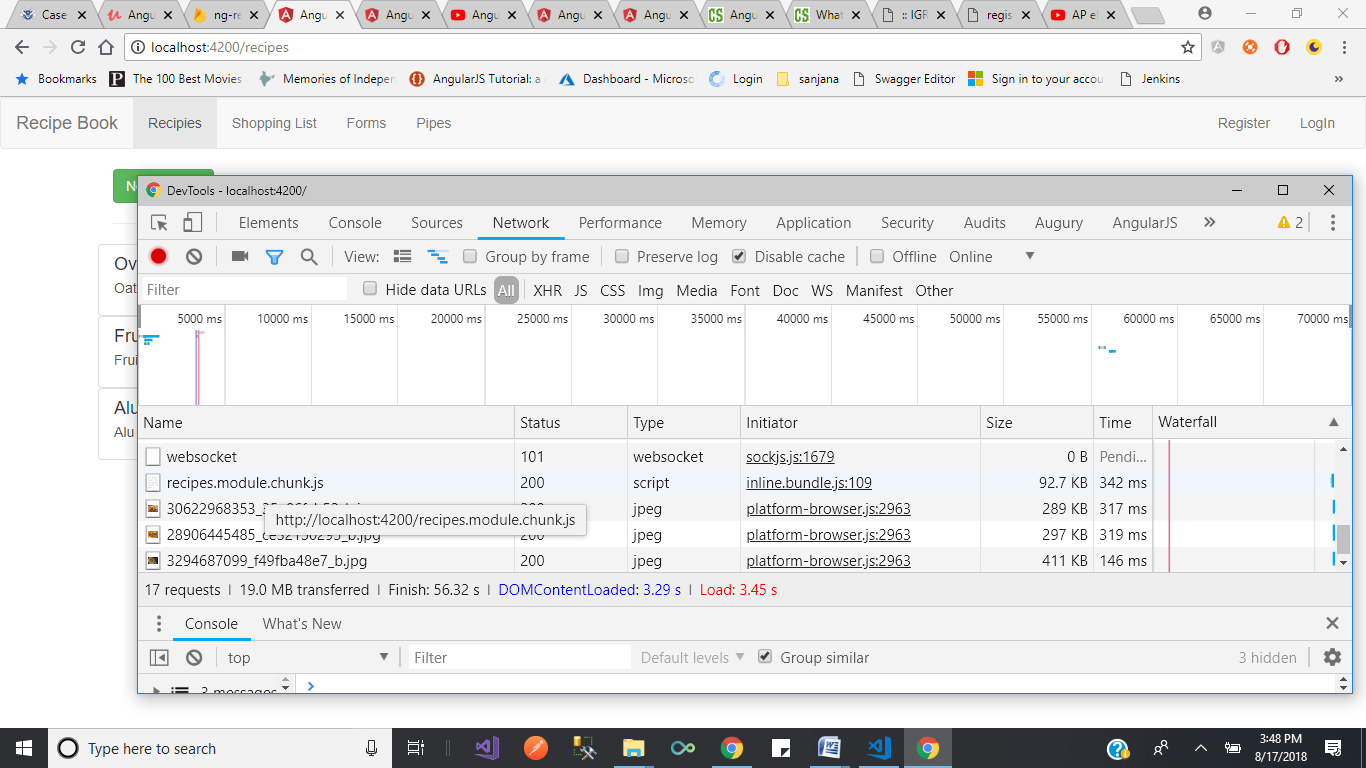 Case Angu ng-re Angu Angu Angu Angu Angu Angu What :: IGR regis AP el
localhost:4200/recipes
Bookmarks The 100 Best Movies Memories of Indepen AngularJS Tutorial: a Dashboard - Microso Login sanjana Swagger Editor Sign in to your accou Jenkins »
Recipe Book Recipies Shopping List Forms Pipes Register LogIn
DevTools - localhost:4200/
Elements Console Sources Network Performance Memory Application Security Audits Augury AngularJS » 2
View: Group by frame Preserve log Disable cache Offline Online
Filter Hide data URLs All XHR JS CSS Img Media Font Doc WS Manifest Other
5000 ms 10000 ms 15000 ms 20000 ms 25000 ms 30000 ms 35000 ms 40000 ms 45000 ms 50000 ms 55000 ms 60000 ms 65000 ms 70000 ms
Name Status Type Initiator Size Time Waterfall
websocket 101 websocket sockjs.js:1679 0 B Pendi...
recipes.module.chunk.js 200 script inline.bundle.js:109 92.7 KB 342 ms
jpeg platform-browser.js:2963 289 KB 317 ms
http://localhost:4200/recipes.module.chunk.js
200 jpeg platform-browser.js:2963 297 KB 319 ms
3294687099_f49fba48e7_b.jpg 200 jpeg platform-browser.js:2963 411 KB 146 ms
17 requests | 19.0 MB transferred | Finish: 56.32 s | DOMContentLoaded: 3.29 s | Load: 3.45 s
Console What's New
top Filter Default levels Group similar 3 hidden
3 messages
Ov
Oat
Fru
Frui
Alu
Alu
Type here to search
3:48 PM
8/17/2018